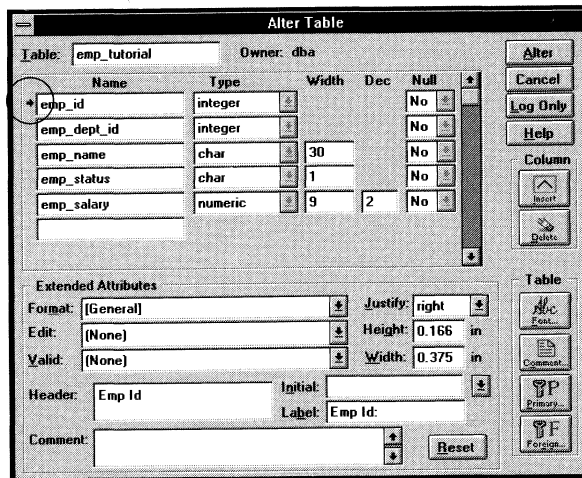 Alter Table
Table: emp_tutorial Owner: dba
Alter
Cancel
Log Only
Help
Name Type Width Dec Null
emp_id integer No
emp_dept_id integer No
emp_name char 30 No
emp_status char 1 No
emp_salary numeric 9 2 No
Column
Insert
Delete
Extended Attributes
Format: [General]
Edit: (None)
Valid: (None)
Justify: right
Height: 0.166 in
Width: 0.375 in
Header: Emp Id
Initial:
Label: Emp Id:
Comment:
Reset
Table
Abc
Font...
Comment...
P
Primary...
F
Foreign...